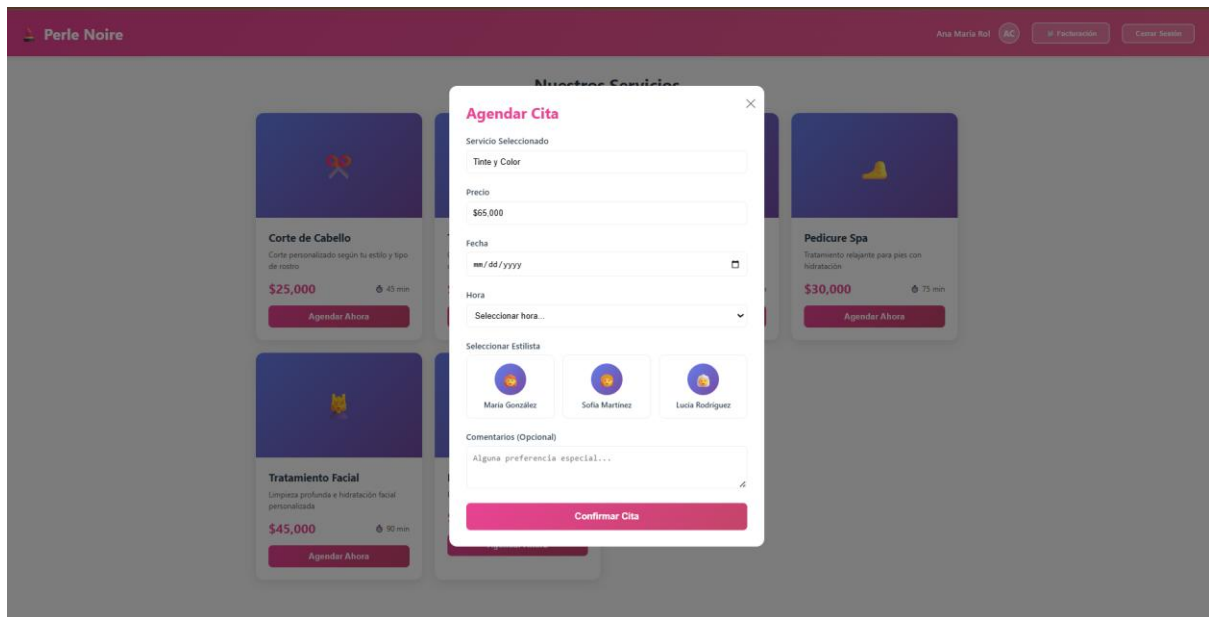 Perle Noire
Ana María Rol
AC
Facturación
Cerrar Sesión
Nuestros Servicios
Agendar Cita
Servicio Seleccionado
Tinte y Color
Precio
$65,000
Fecha
mm/dd/yyyy
Hora
Seleccionar hora...
Seleccionar Estilista
María González
Sofía Martínez
Lucía Rodríguez
Comentarios (Opcional)
Alguna preferencia especial...
Confirmar Cita
Corte de Cabello
Corte personalizado según tu estilo y tipo
de rostro
$25,000
45 min
Agendar Ahora
Pedicure Spa
Tratamiento relajante para pies con
hidratación
$30,000
75 min
Agendar Ahora
Tratamiento Facial
Limpieza profunda e hidratación facial
personalizada
$45,000
90 min
Agendar Ahora